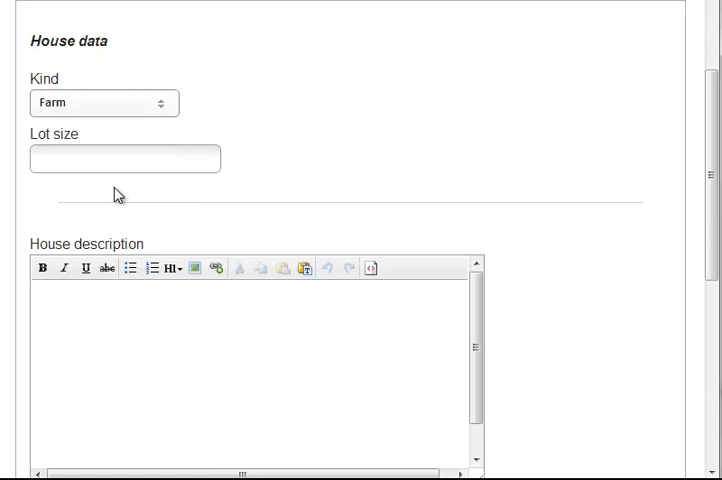 House data
Kind
Farm
Lot size
House description
B I U abc H1